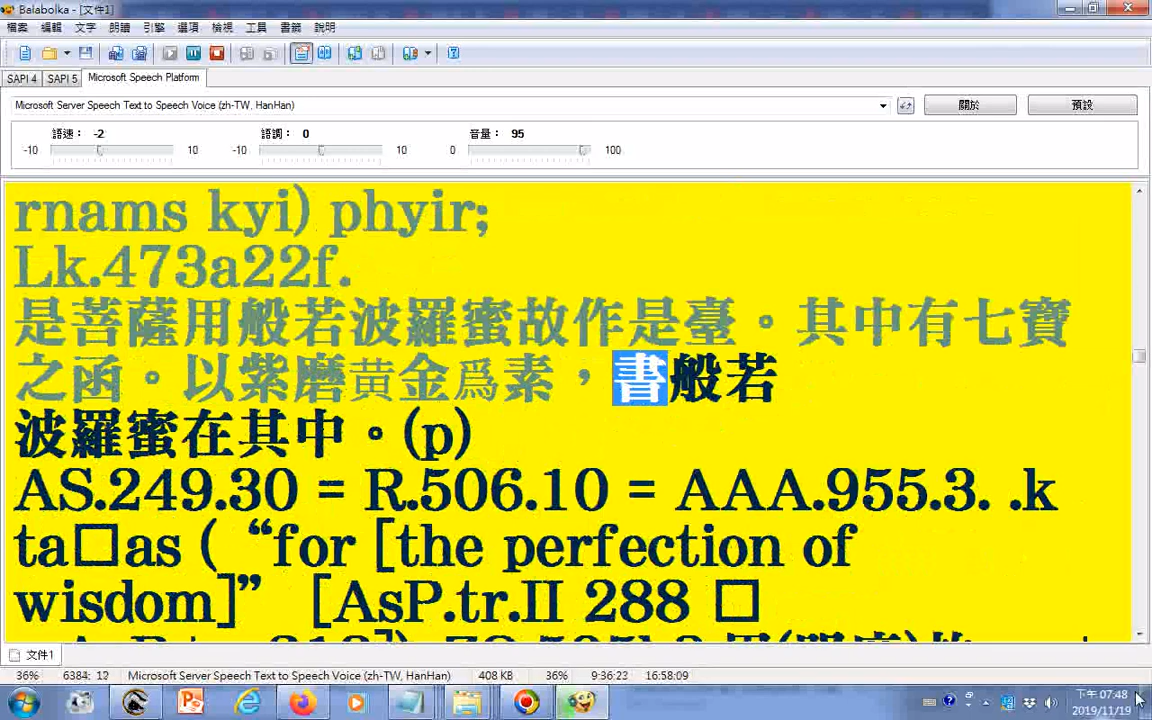 Balabolka - [文件1]
檔案 編輯 文字 朗讀 引擎 選項 檢視 工具 書籤 說明
SAPI 4 SAPI 5 Microsoft Speech Platform
Microsoft Server Speech Text to Speech Voice (zh-TW, HanHan) 關於 預設
語速： -2 語調： 0 音量： 95
-10 10 -10 10 0 100
rnams kyi) phyir;
Lk.473a22f.
是菩薩用般若波羅蜜故作是臺。其中有七寶
之函。以紫磨黄金爲素，書般若
波羅蜜在其中。(p)
AS.249.30 = R.506.10 = AAA.955.3. .k
ta□as (“for [the perfection of
wisdom]” [AsP.tr.II 288 □
文件1
36% 6384: 12 Microsoft Server Speech Text to Speech Voice (zh-TW, HanHan) 408 KB 36% 9:36:22 16:58:09
下午 07:48
2019/11/19